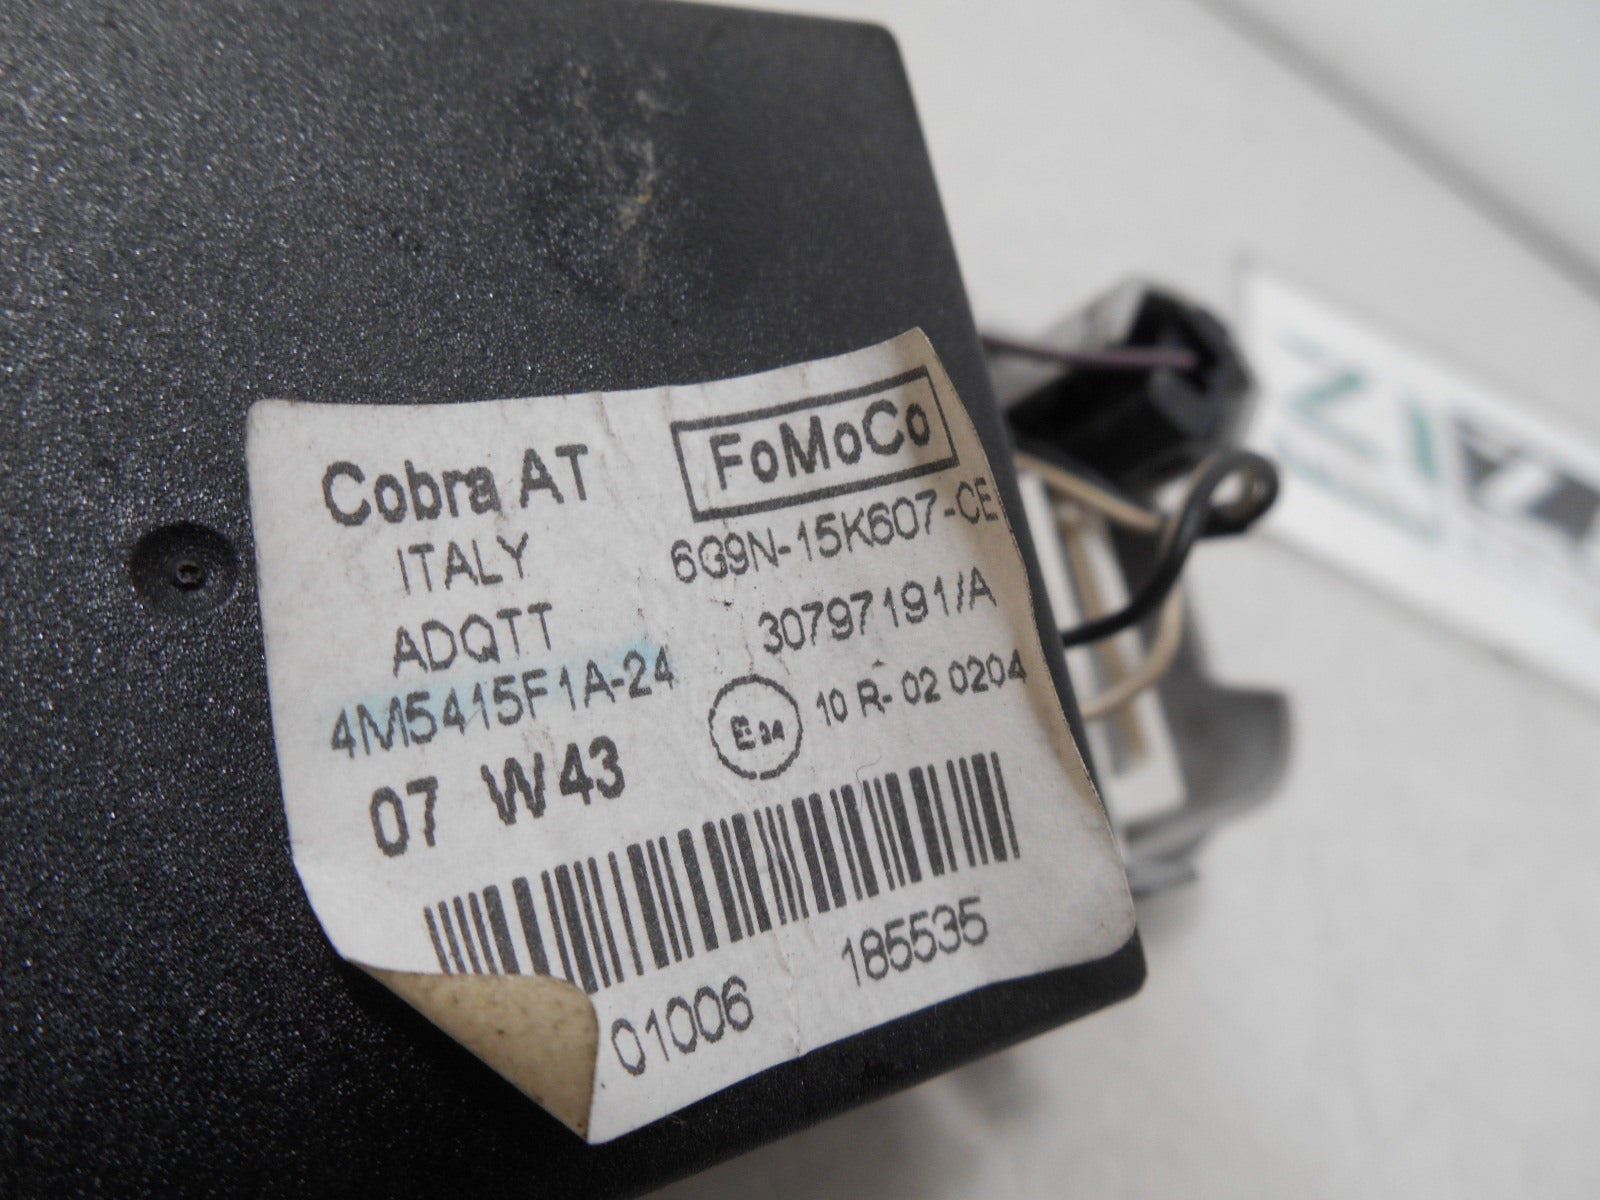 Cobra AT
ITALY
ADQTT
4M5415F1A-24
07 W43
FoMoCo
6G9N-15K607-CE
30797191/A
E24 10 R- 02 0204
01006 185535